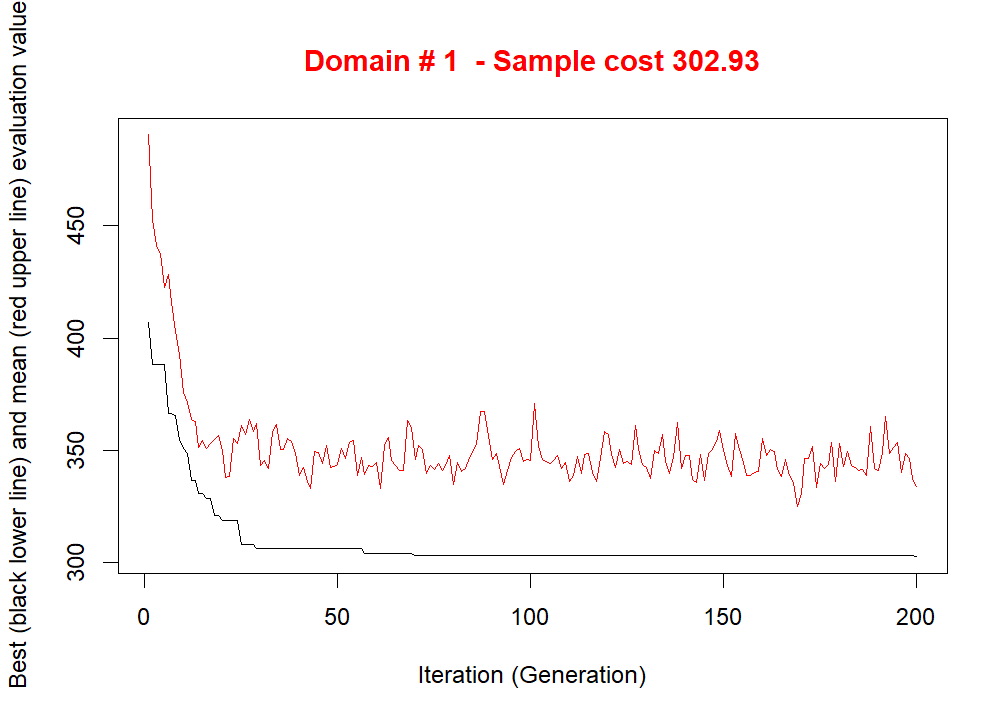 Domain # 1  - Sample cost 302.93
Best (black lower line) and mean (red upper line) evaluation value
450
400
350
300
0 50 100 150 200
Iteration (Generation)